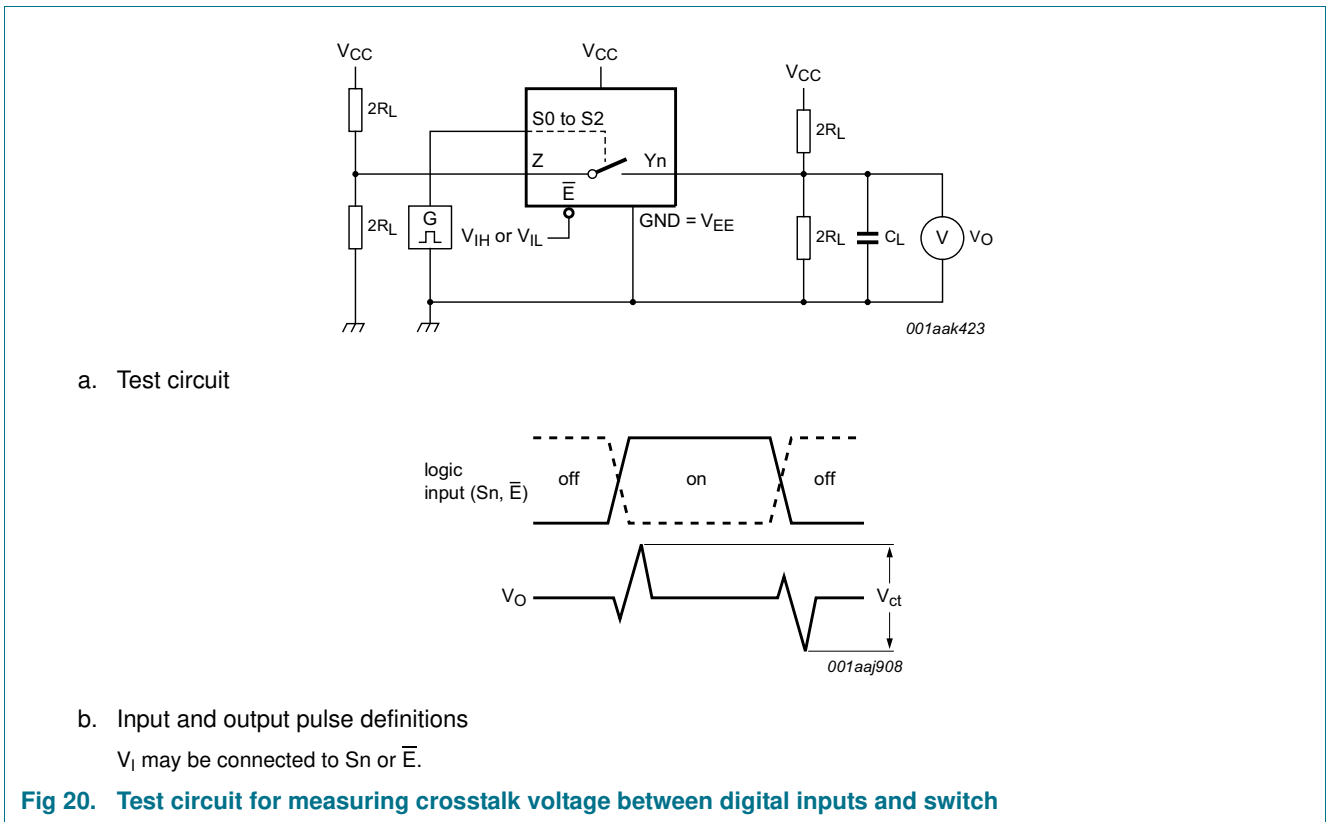 VCC
VCC
VCC
2RL
S0 to S2
2RL
Z
Yn
E̅
2RL
G
VIH or VIL
GND = VEE
2RL
CL
V
VO
001aak423
a. Test circuit
logic
input (Sn, E̅)
off
on
off
VO
Vct
001aaj908
b. Input and output pulse definitions
VI may be connected to Sn or E̅.
Fig 20. Test circuit for measuring crosstalk voltage between digital inputs and switch